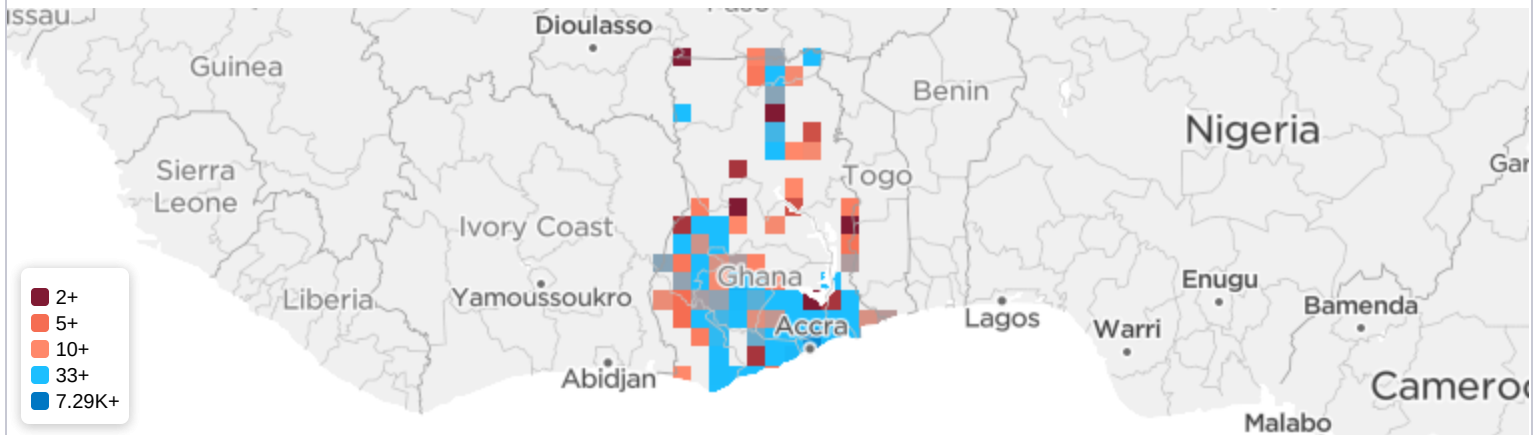 Dioulasso
Guinea
Benin
Nigeria
Sierra
Leone
Togo
Ivory Coast
Ghana
Yamoussoukro
Liberia
Enugu
Bamenda
Lagos
Accra
Warri
Abidjan
Malabo
2+
5+
10+
33+
7.29K+